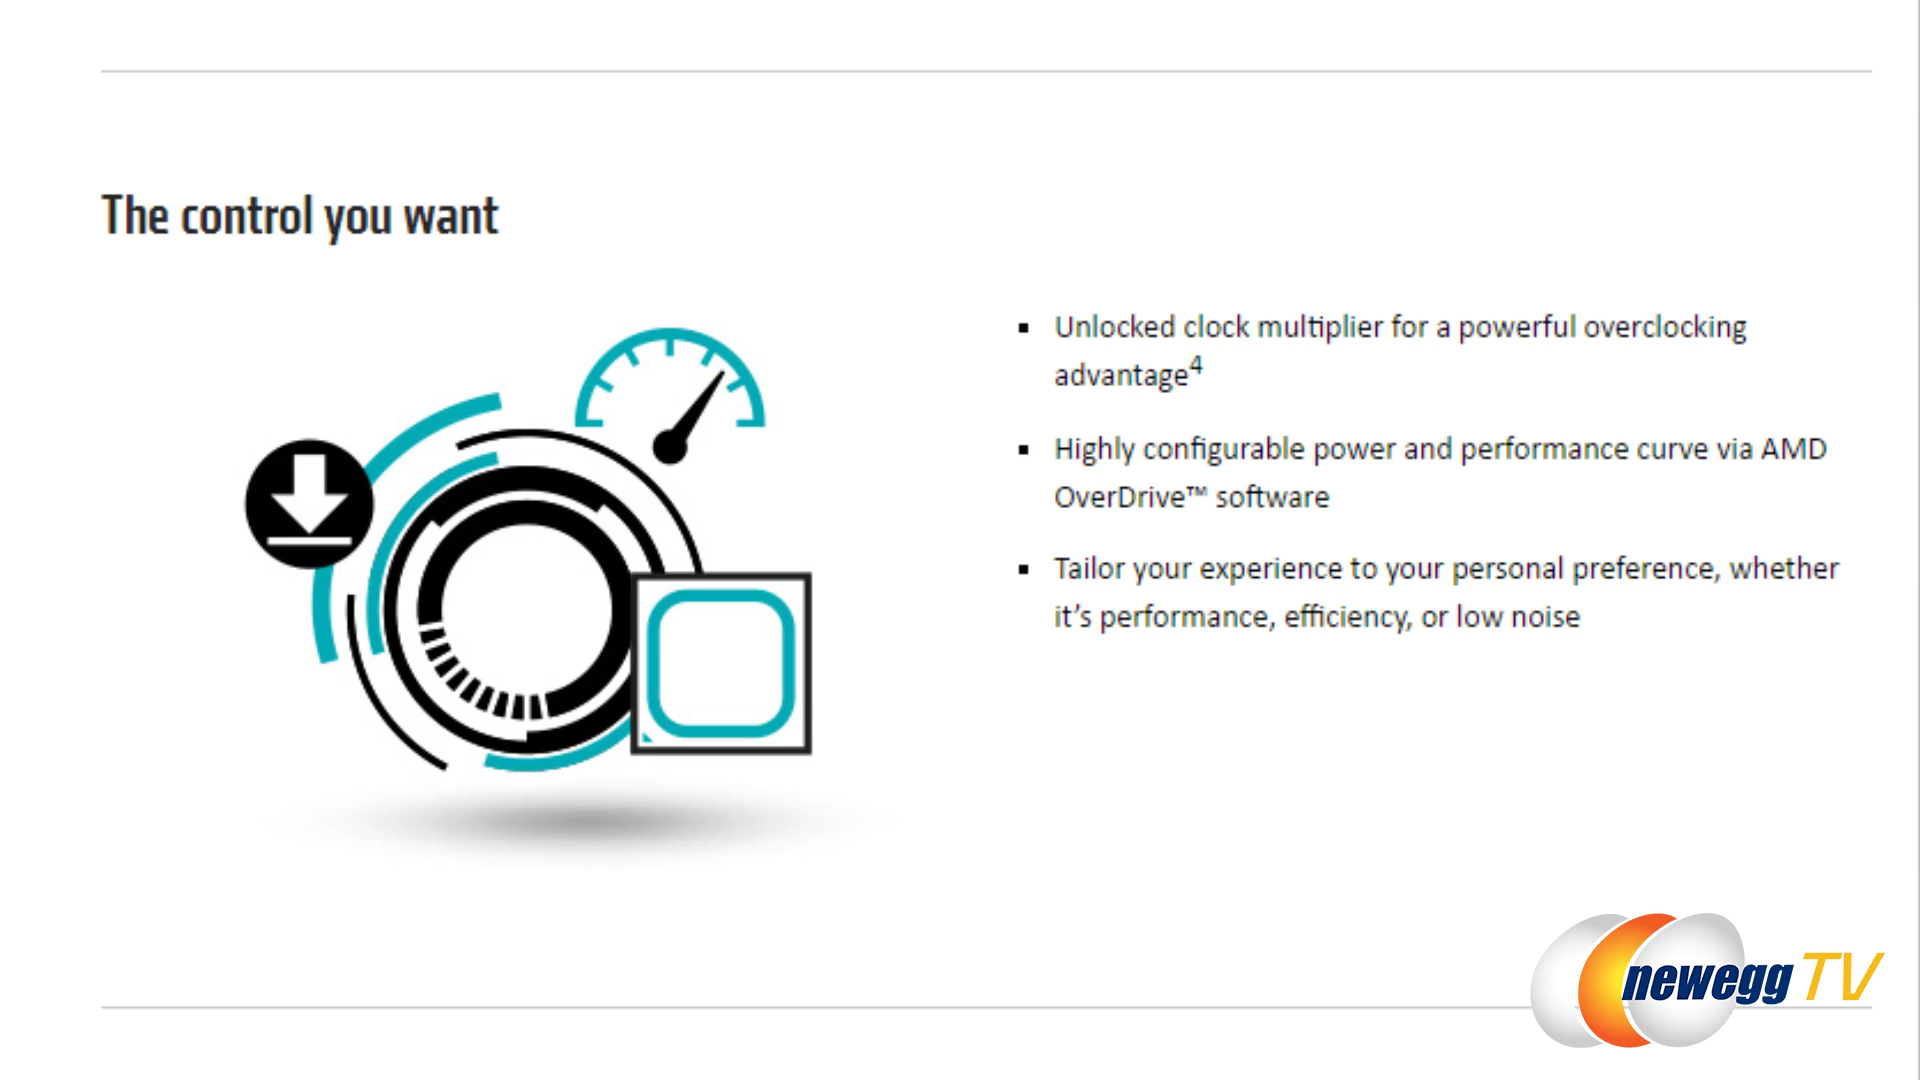 The control you want
▪ Unlocked clock multiplier for a powerful overclocking
advantage⁴
▪ Highly configurable power and performance curve via AMD
OverDrive™ software
▪ Tailor your experience to your personal preference, whether
it’s performance, efficiency, or low noise
newegg TV